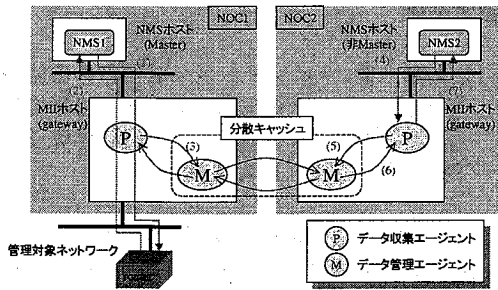 NOC1
NOC2
NMSホスト
(Master)
NMS1
NMSホスト
(非Master)
NMS2
(1)
(2)
(4)
(7)
MIIホスト
(gateway)
MIIホスト
(gateway)
分散キャッシュ
P
P
(3)
(5)
(6)
M
M
管理対象ネットワーク
P データ収集エージェント
M データ管理エージェント